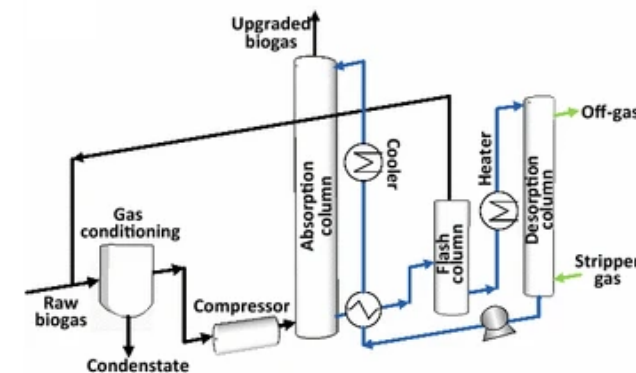 Upgraded
biogas
Off-gas
Cooler
Heater
Absorption
column
Desorption
column
Gas
conditioning
Flash
column
Stripper
gas
Raw
biogas
Compressor
Condenstate